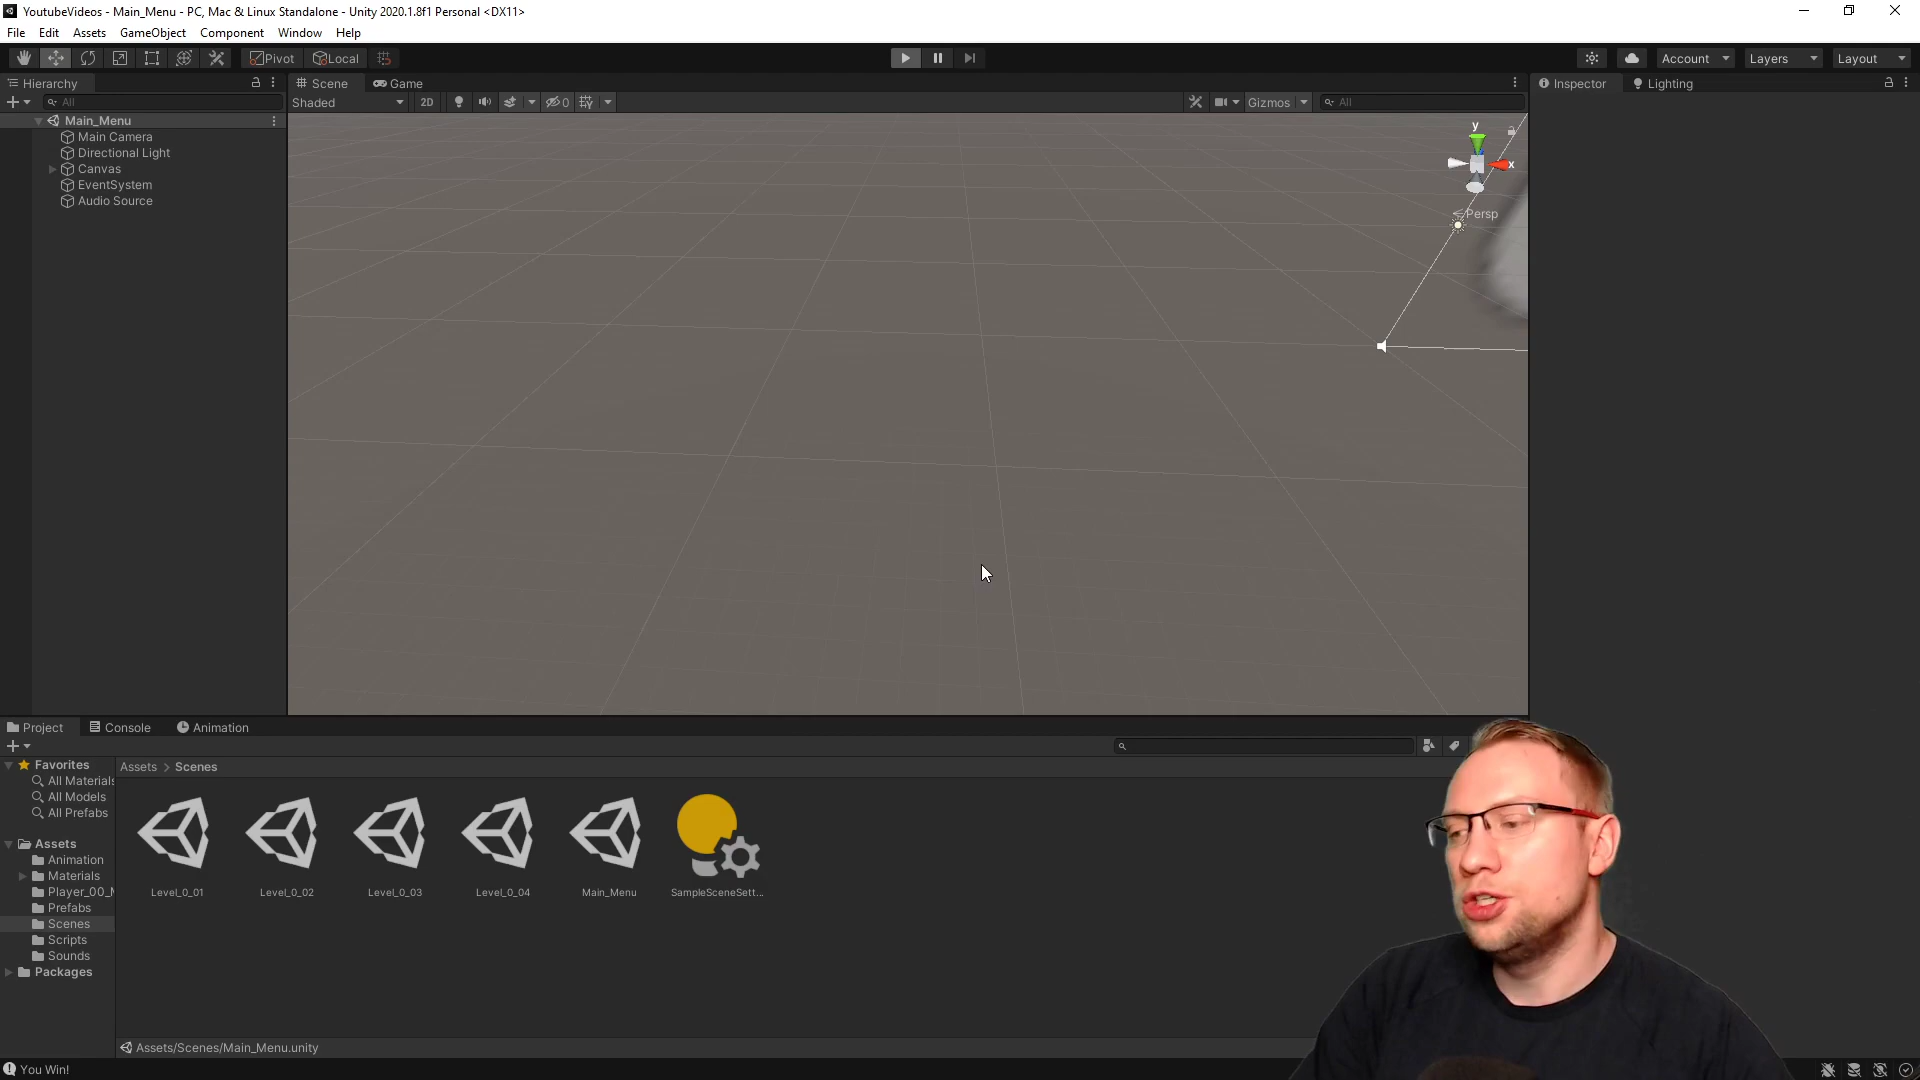 YoutubeVideos - Main_Menu - PC, Mac & Linux Standalone - Unity 2020.1.8f1 Personal <DX11>
File Edit Assets GameObject Component Window Help
Pivot Local Account Layers Layout
Hierarchy Scene Game Inspector Lighting
All Shaded 2D 0 Gizmos All
Main_Menu
Main Camera
Directional Light
Canvas
EventSystem
Audio Source
y
x
Persp
Project Console Animation
Favorites
All Materials
All Models
All Prefabs
Assets
Animation
Materials
Player_00_M
Prefabs
Scenes
Scripts
Sounds
Packages
Assets > Scenes
Level_0_01 Level_0_02 Level_0_03 Level_0_04 Main_Menu SampleSceneSett...
Assets/Scenes/Main_Menu.unity
You Win!